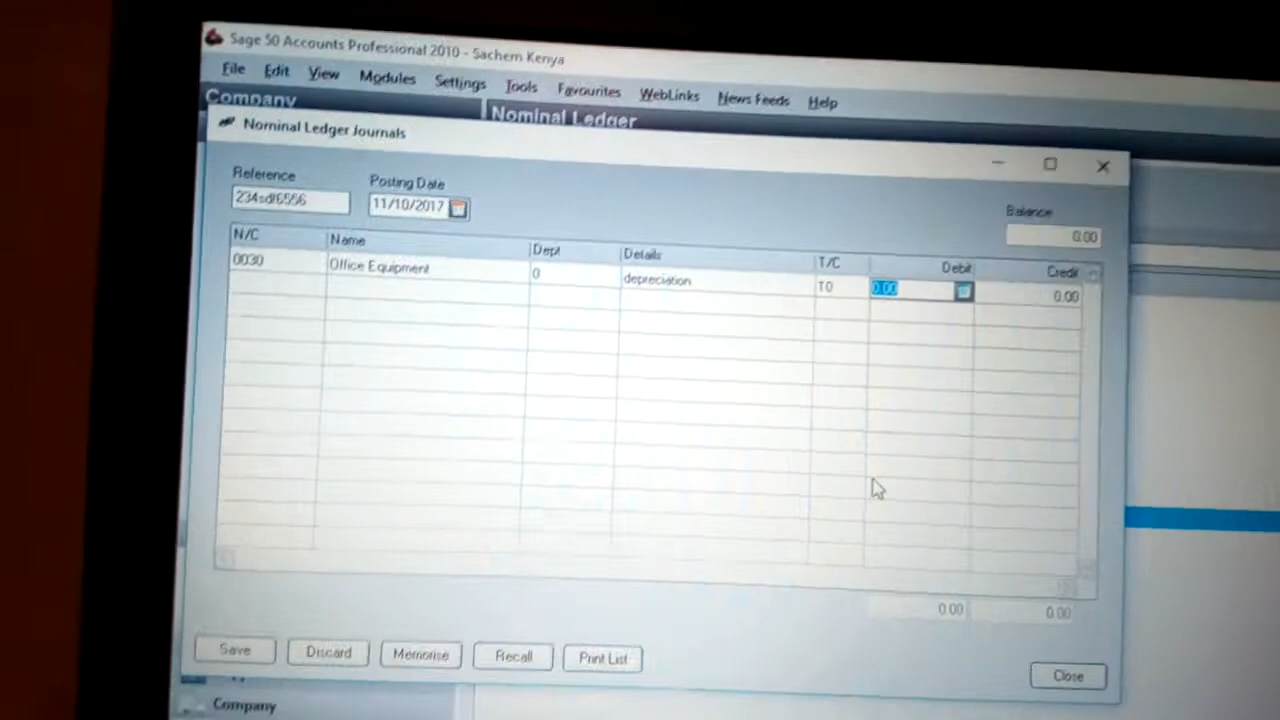 Sage 50 Accounts Professional 2010 - Sachem Kenya
File Edit View Modules Settings Tools Favourites WebLinks News Feeds Help
Company
Nominal Ledger
Nominal Ledger Journals
Reference
Posting Date
Balance
11/10/2017
0.00
N/C Name Dept Details T/C Debit Credit
0030 Office Equipment 0 depreciation T0 0.00 0.00
0.00 0.00
Save Discard Memorise Recall Print List Close
Company